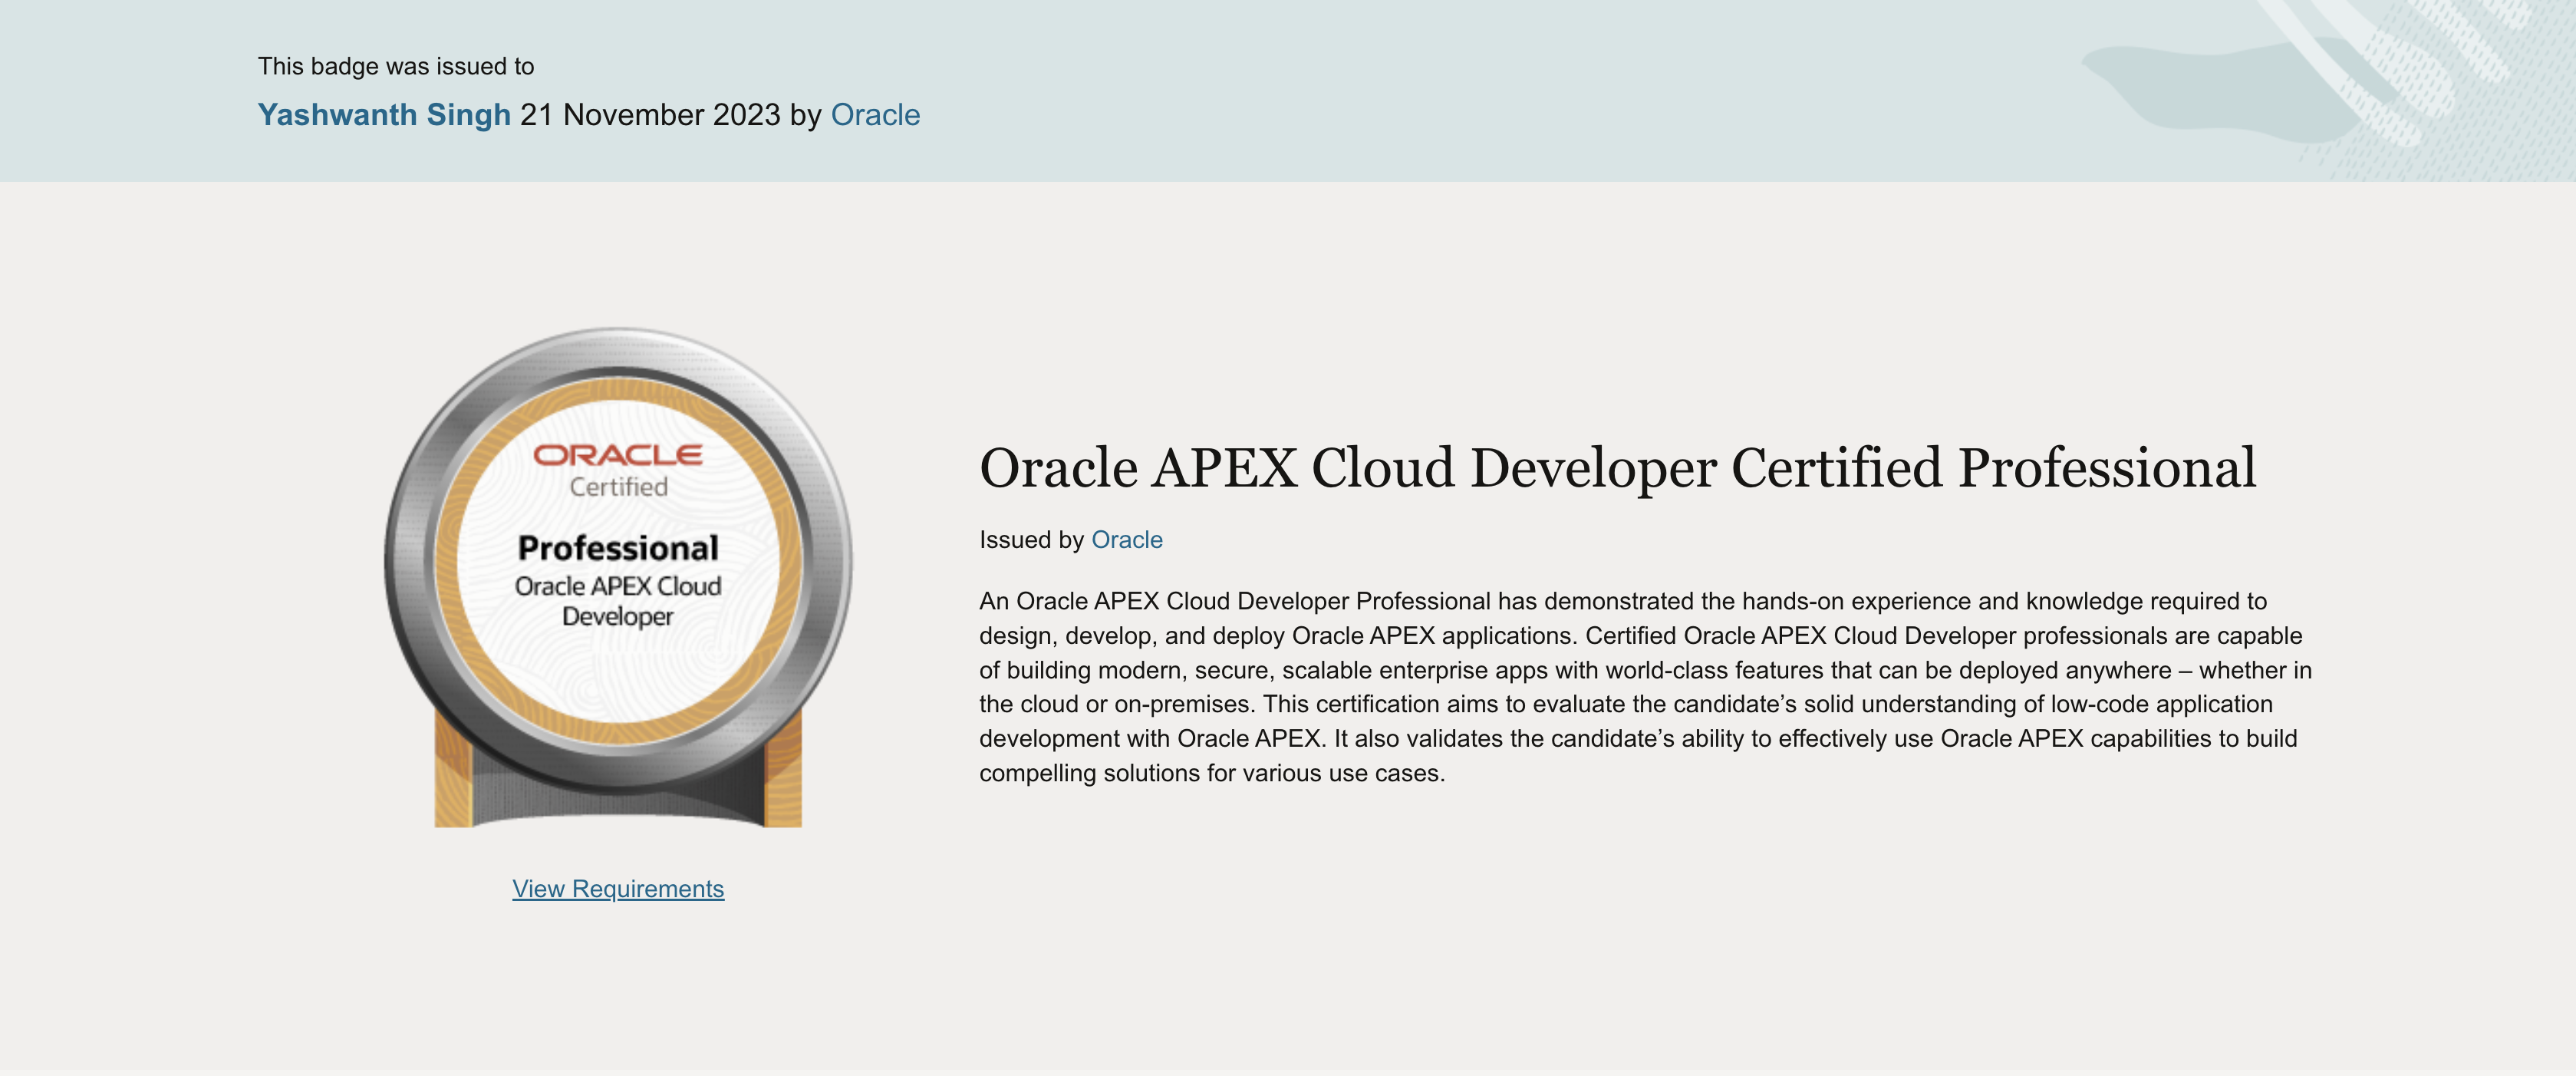 This badge was issued to
Yashwanth Singh 21 November 2023 by Oracle
ORACLE
Certified
Professional
Oracle APEX Cloud
Developer
View Requirements
Oracle APEX Cloud Developer Certified Professional
Issued by Oracle
An Oracle APEX Cloud Developer Professional has demonstrated the hands-on experience and knowledge required to
design, develop, and deploy Oracle APEX applications. Certified Oracle APEX Cloud Developer professionals are capable
of building modern, secure, scalable enterprise apps with world-class features that can be deployed anywhere – whether in
the cloud or on-premises. This certification aims to evaluate the candidate’s solid understanding of low-code application
development with Oracle APEX. It also validates the candidate’s ability to effectively use Oracle APEX capabilities to build
compelling solutions for various use cases.